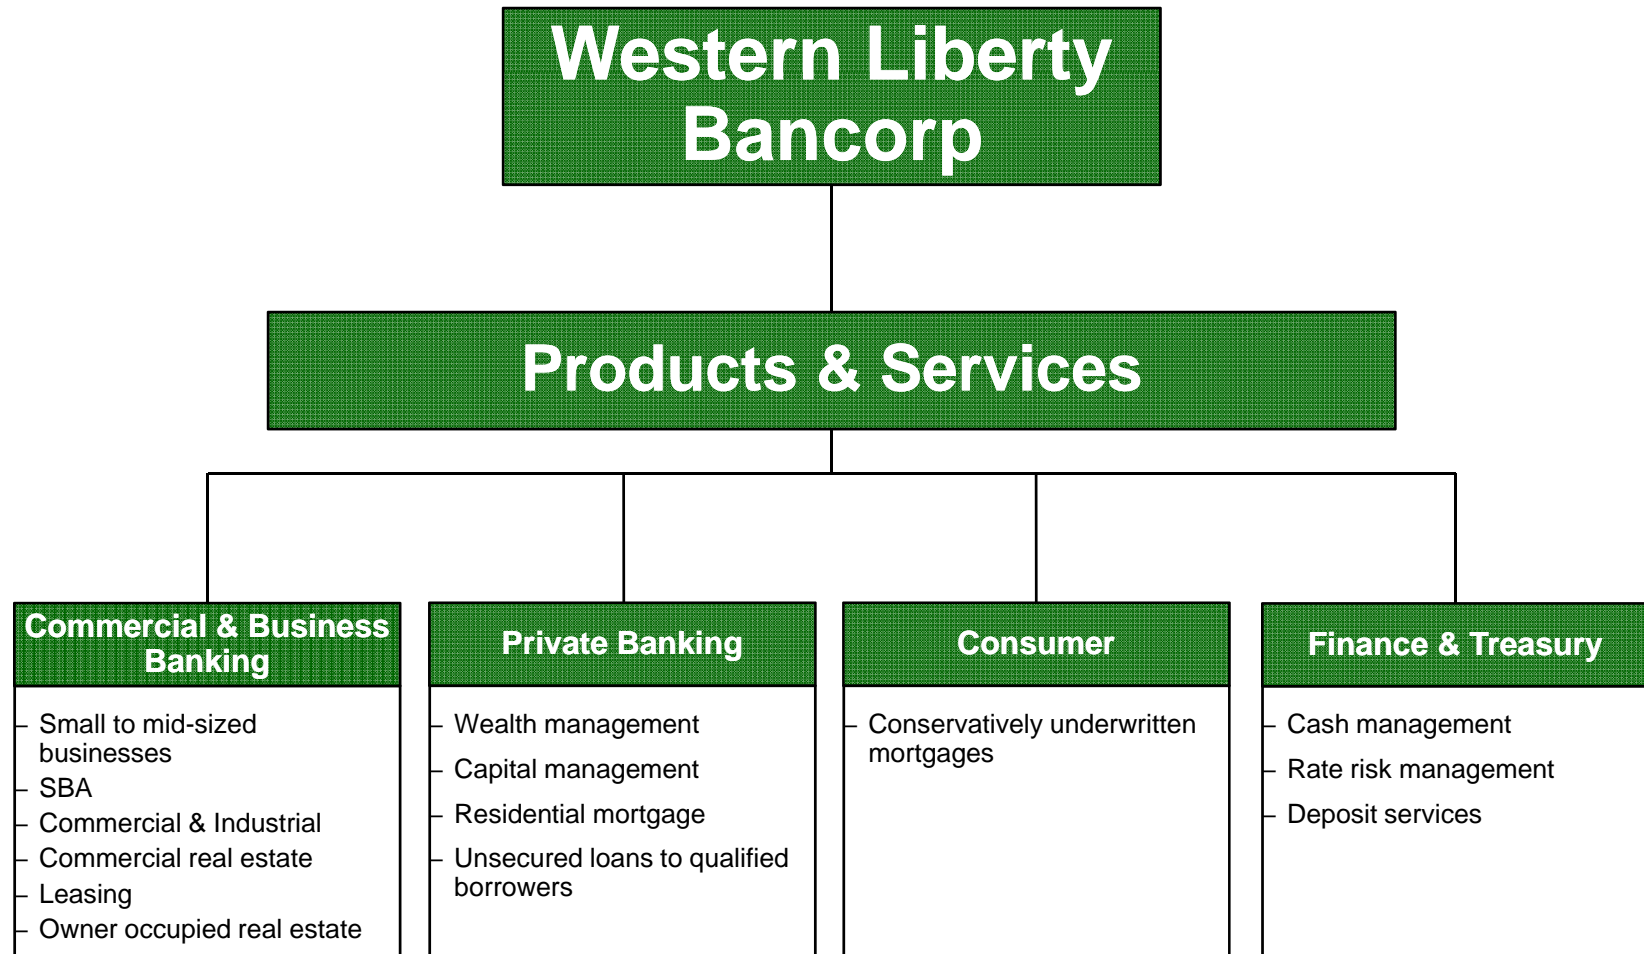 Western Liberty
Bancorp
Products & Services
Commercial & Business
Banking
– Small to mid-sized
businesses
– SBA
– Commercial & Industrial
– Commercial real estate
– Leasing
– Owner occupied real estate
Private Banking
– Wealth management
– Capital management
– Residential mortgage
– Unsecured loans to qualified
borrowers
Consumer
– Conservatively underwritten
mortgages
Finance & Treasury
– Cash management
– Rate risk management
– Deposit services